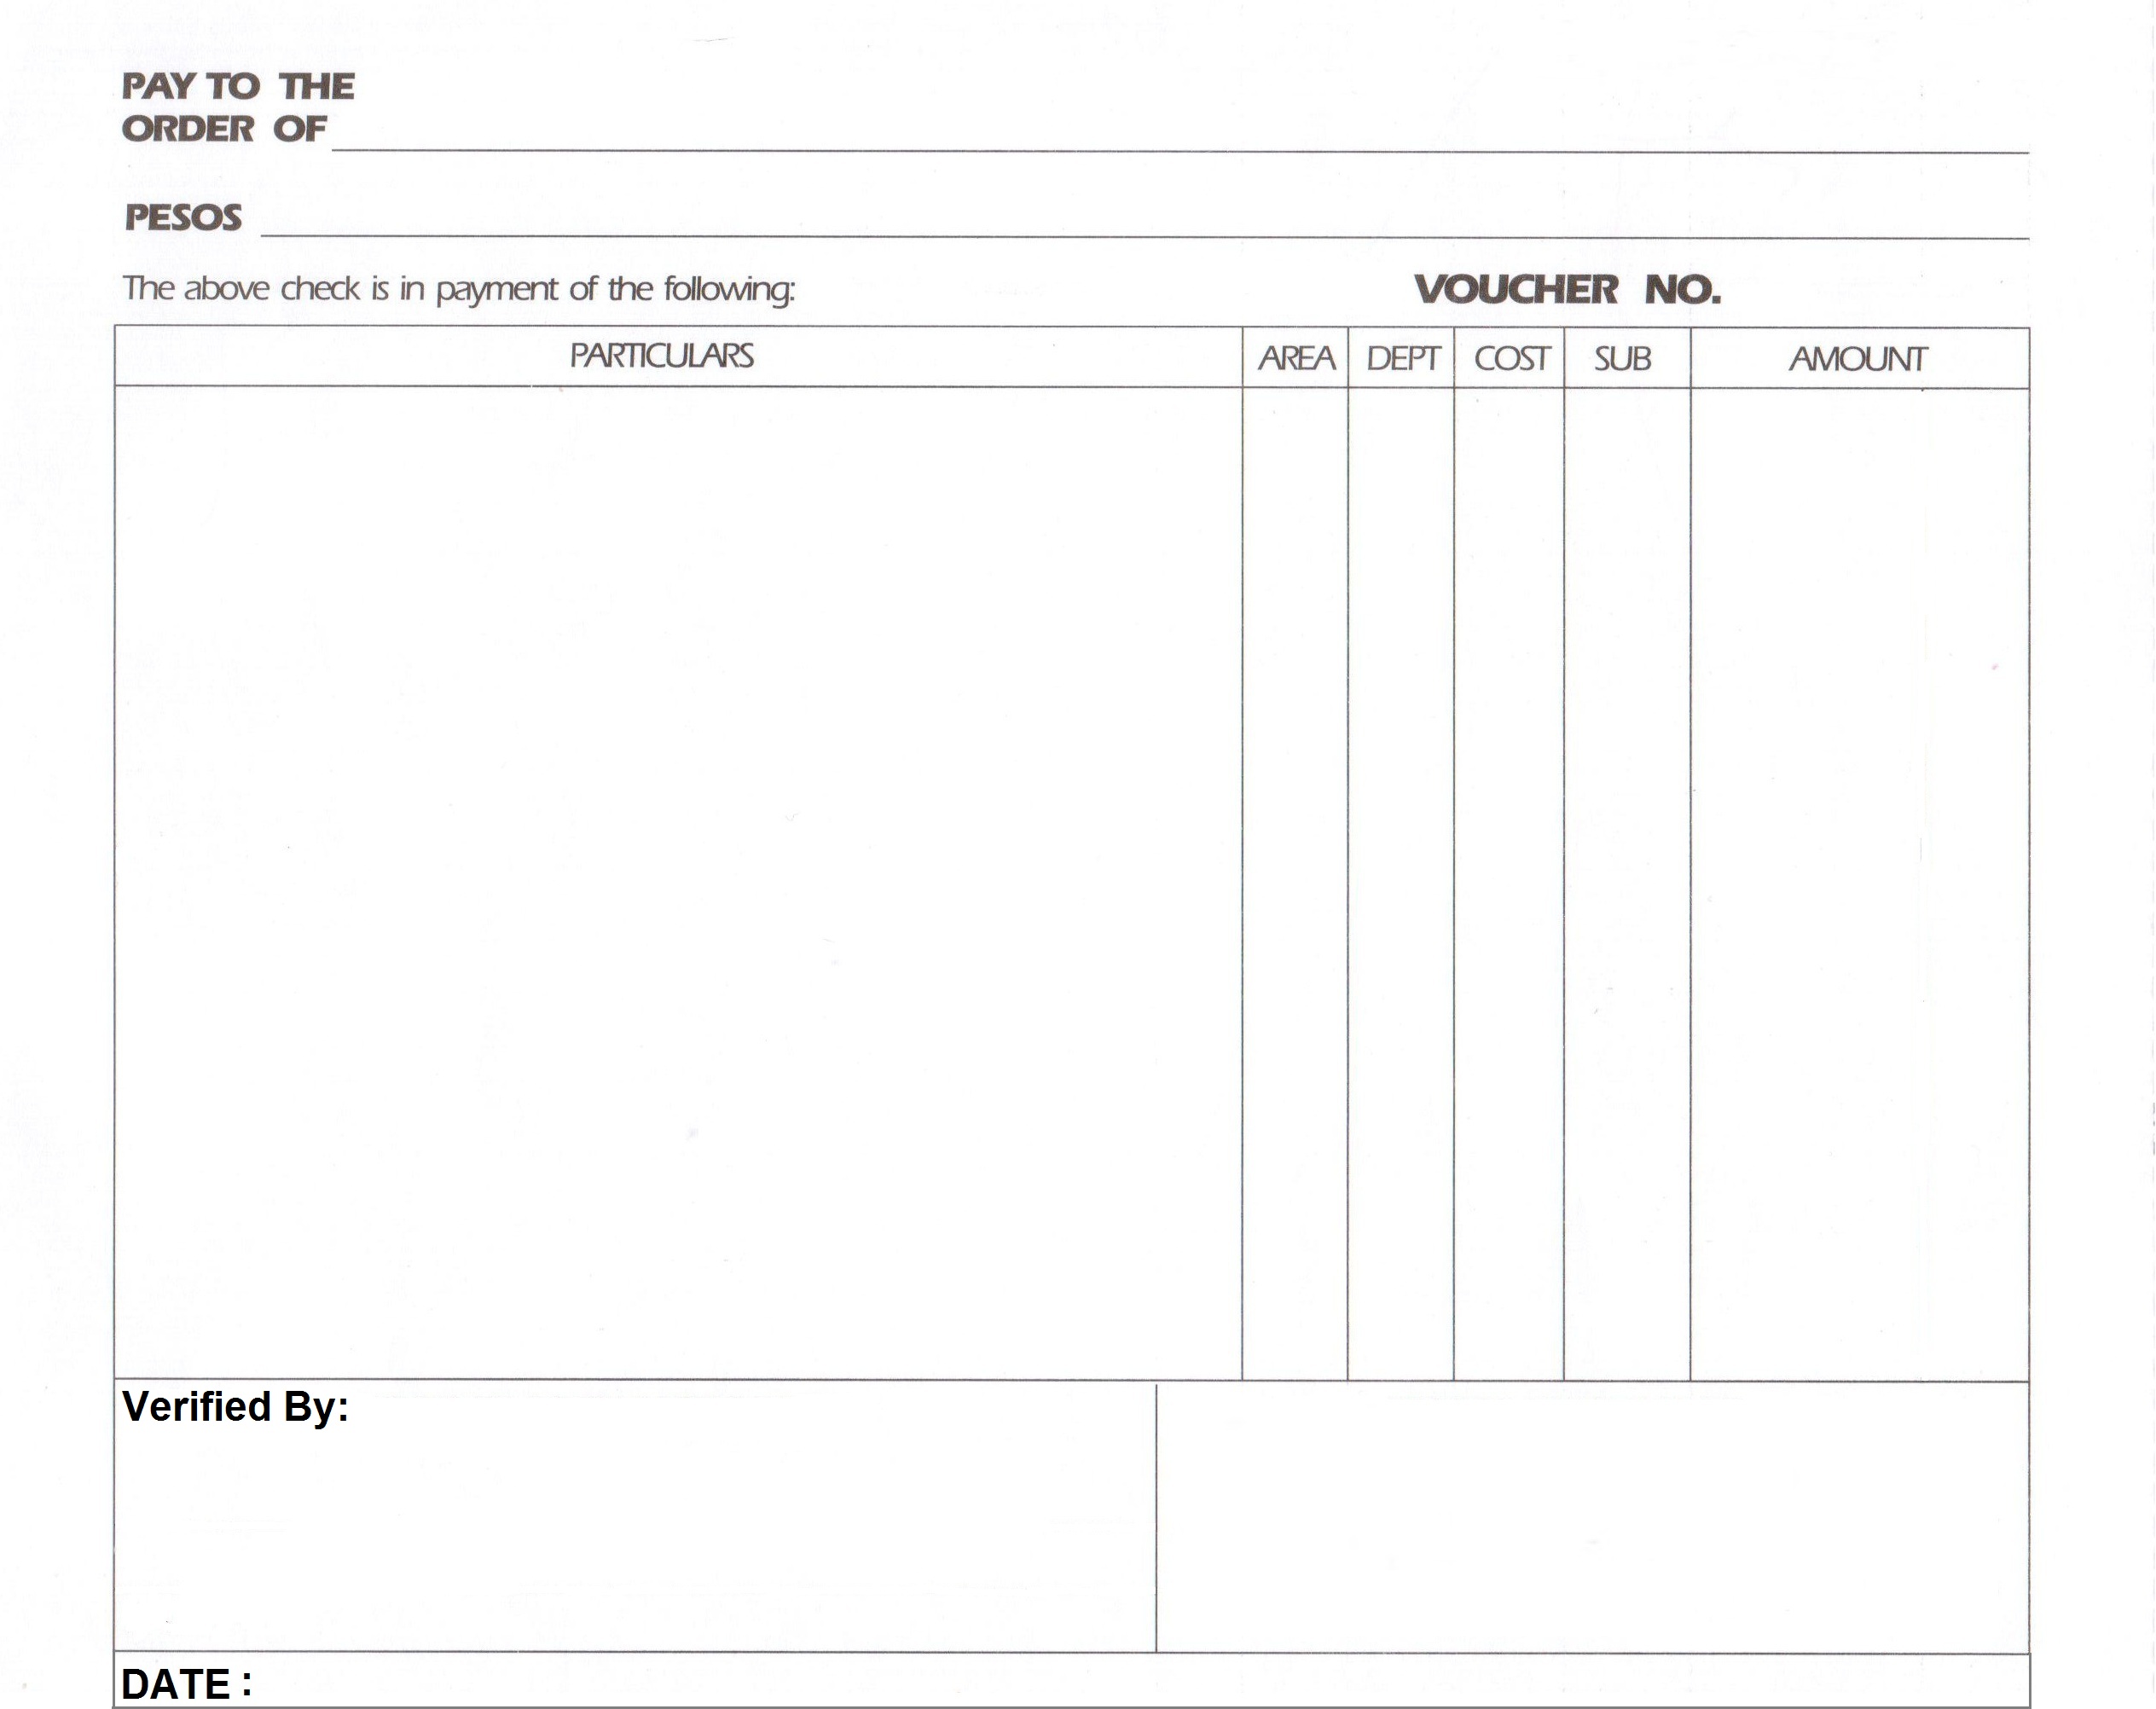 PAY TO THE
ORDER OF
PESOS
The above check is in payment of the following: VOUCHER NO.
PARTICULARS AREA DEPT COST SUB AMOUNT
Verified By:
DATE :